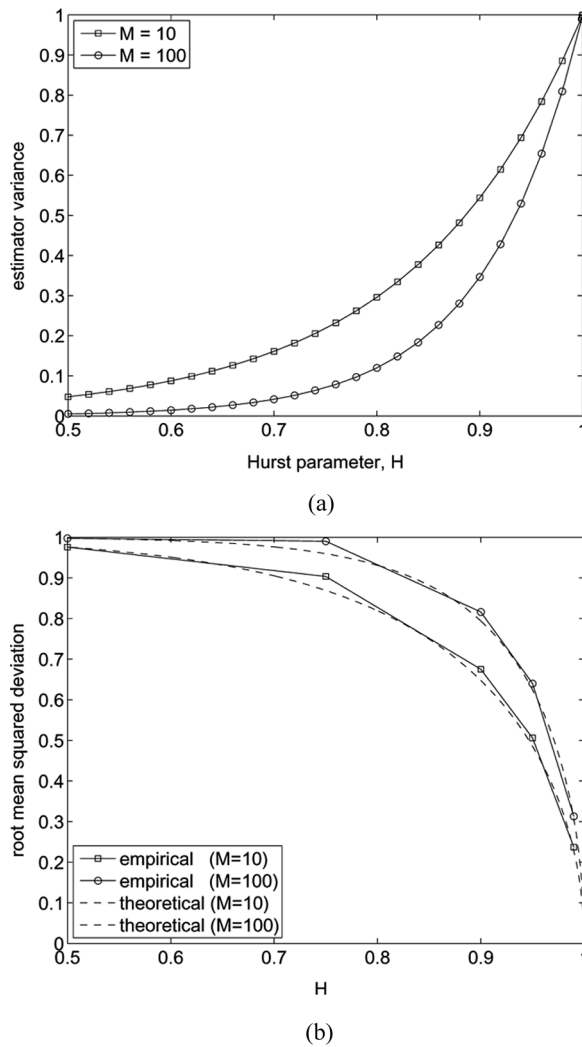 1
0.9
0.8
0.7
0.6
0.5
0.4
0.3
0.2
0.1
0
estimator variance
M = 10
M = 100
0.5 0.6 0.7 0.8 0.9 1
Hurst parameter, H
(a)
1
0.9
0.8
0.7
0.6
0.5
0.4
0.3
0.2
0.1
0
root mean squared deviation
empirical (M=10)
empirical (M=100)
theoretical (M=10)
theoretical (M=100)
0.5 0.6 0.7 0.8 0.9 1
H
(b)